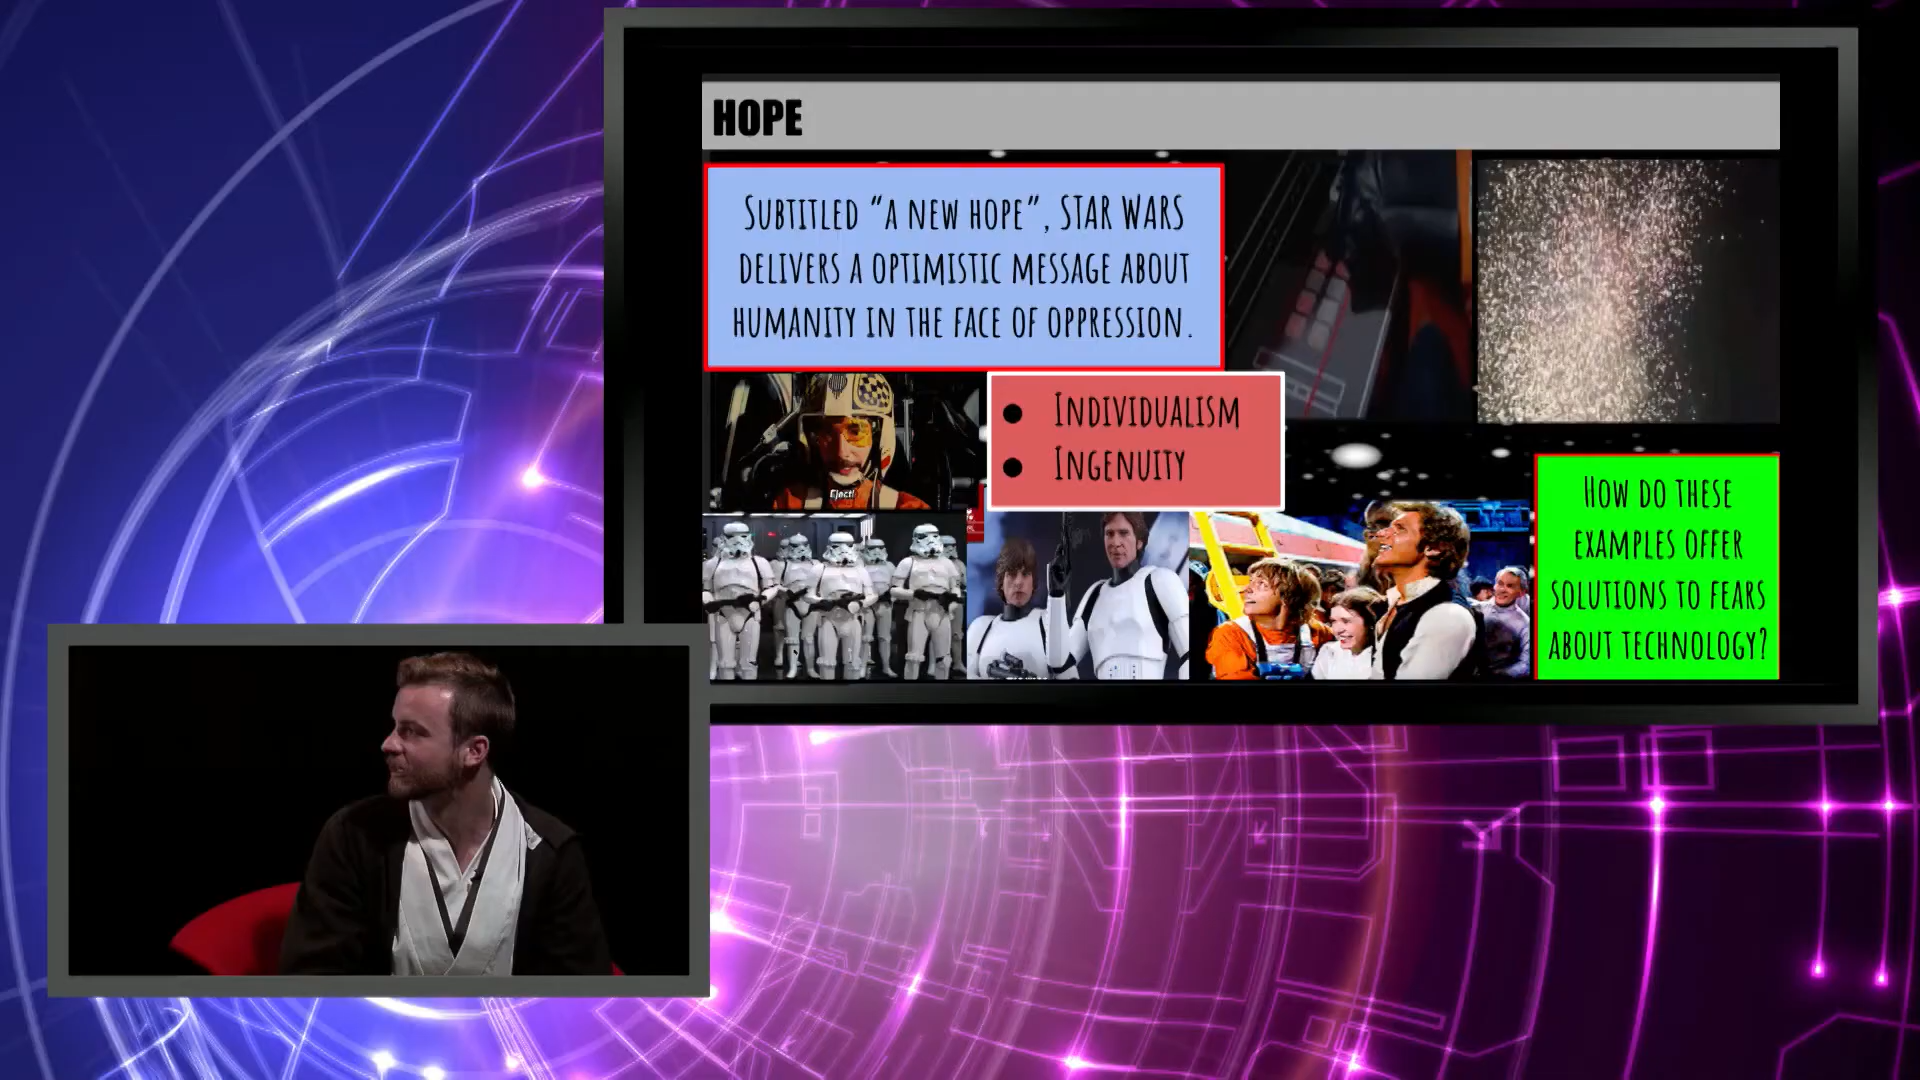 HOPE
SUBTITLED “A NEW HOPE”, STAR WARS
DELIVERS A OPTIMISTIC MESSAGE ABOUT
HUMANITY IN THE FACE OF OPPRESSION.
● INDIVIDUALISM
● INGENUITY
Eject!
HOW DO THESE
EXAMPLES OFFER
SOLUTIONS TO FEARS
ABOUT TECHNOLOGY?